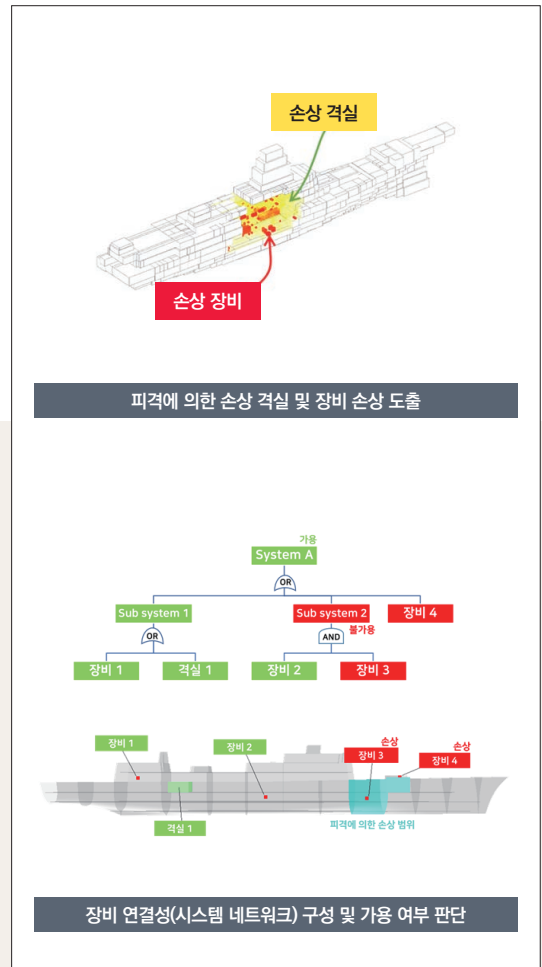 손상 격실
손상 장비
피격에 의한 손상 격실 및 장비 손상 도출
가용
System A
OR
Sub system 1
Sub system 2
장비 4
OR
AND
불가용
장비 1
격실 1
장비 2
장비 3
장비 1
장비 2
손상
장비 3
손상
장비 4
격실 1
피격에 의한 손상 범위
장비 연결성(시스템 네트워크) 구성 및 가용 여부 판단